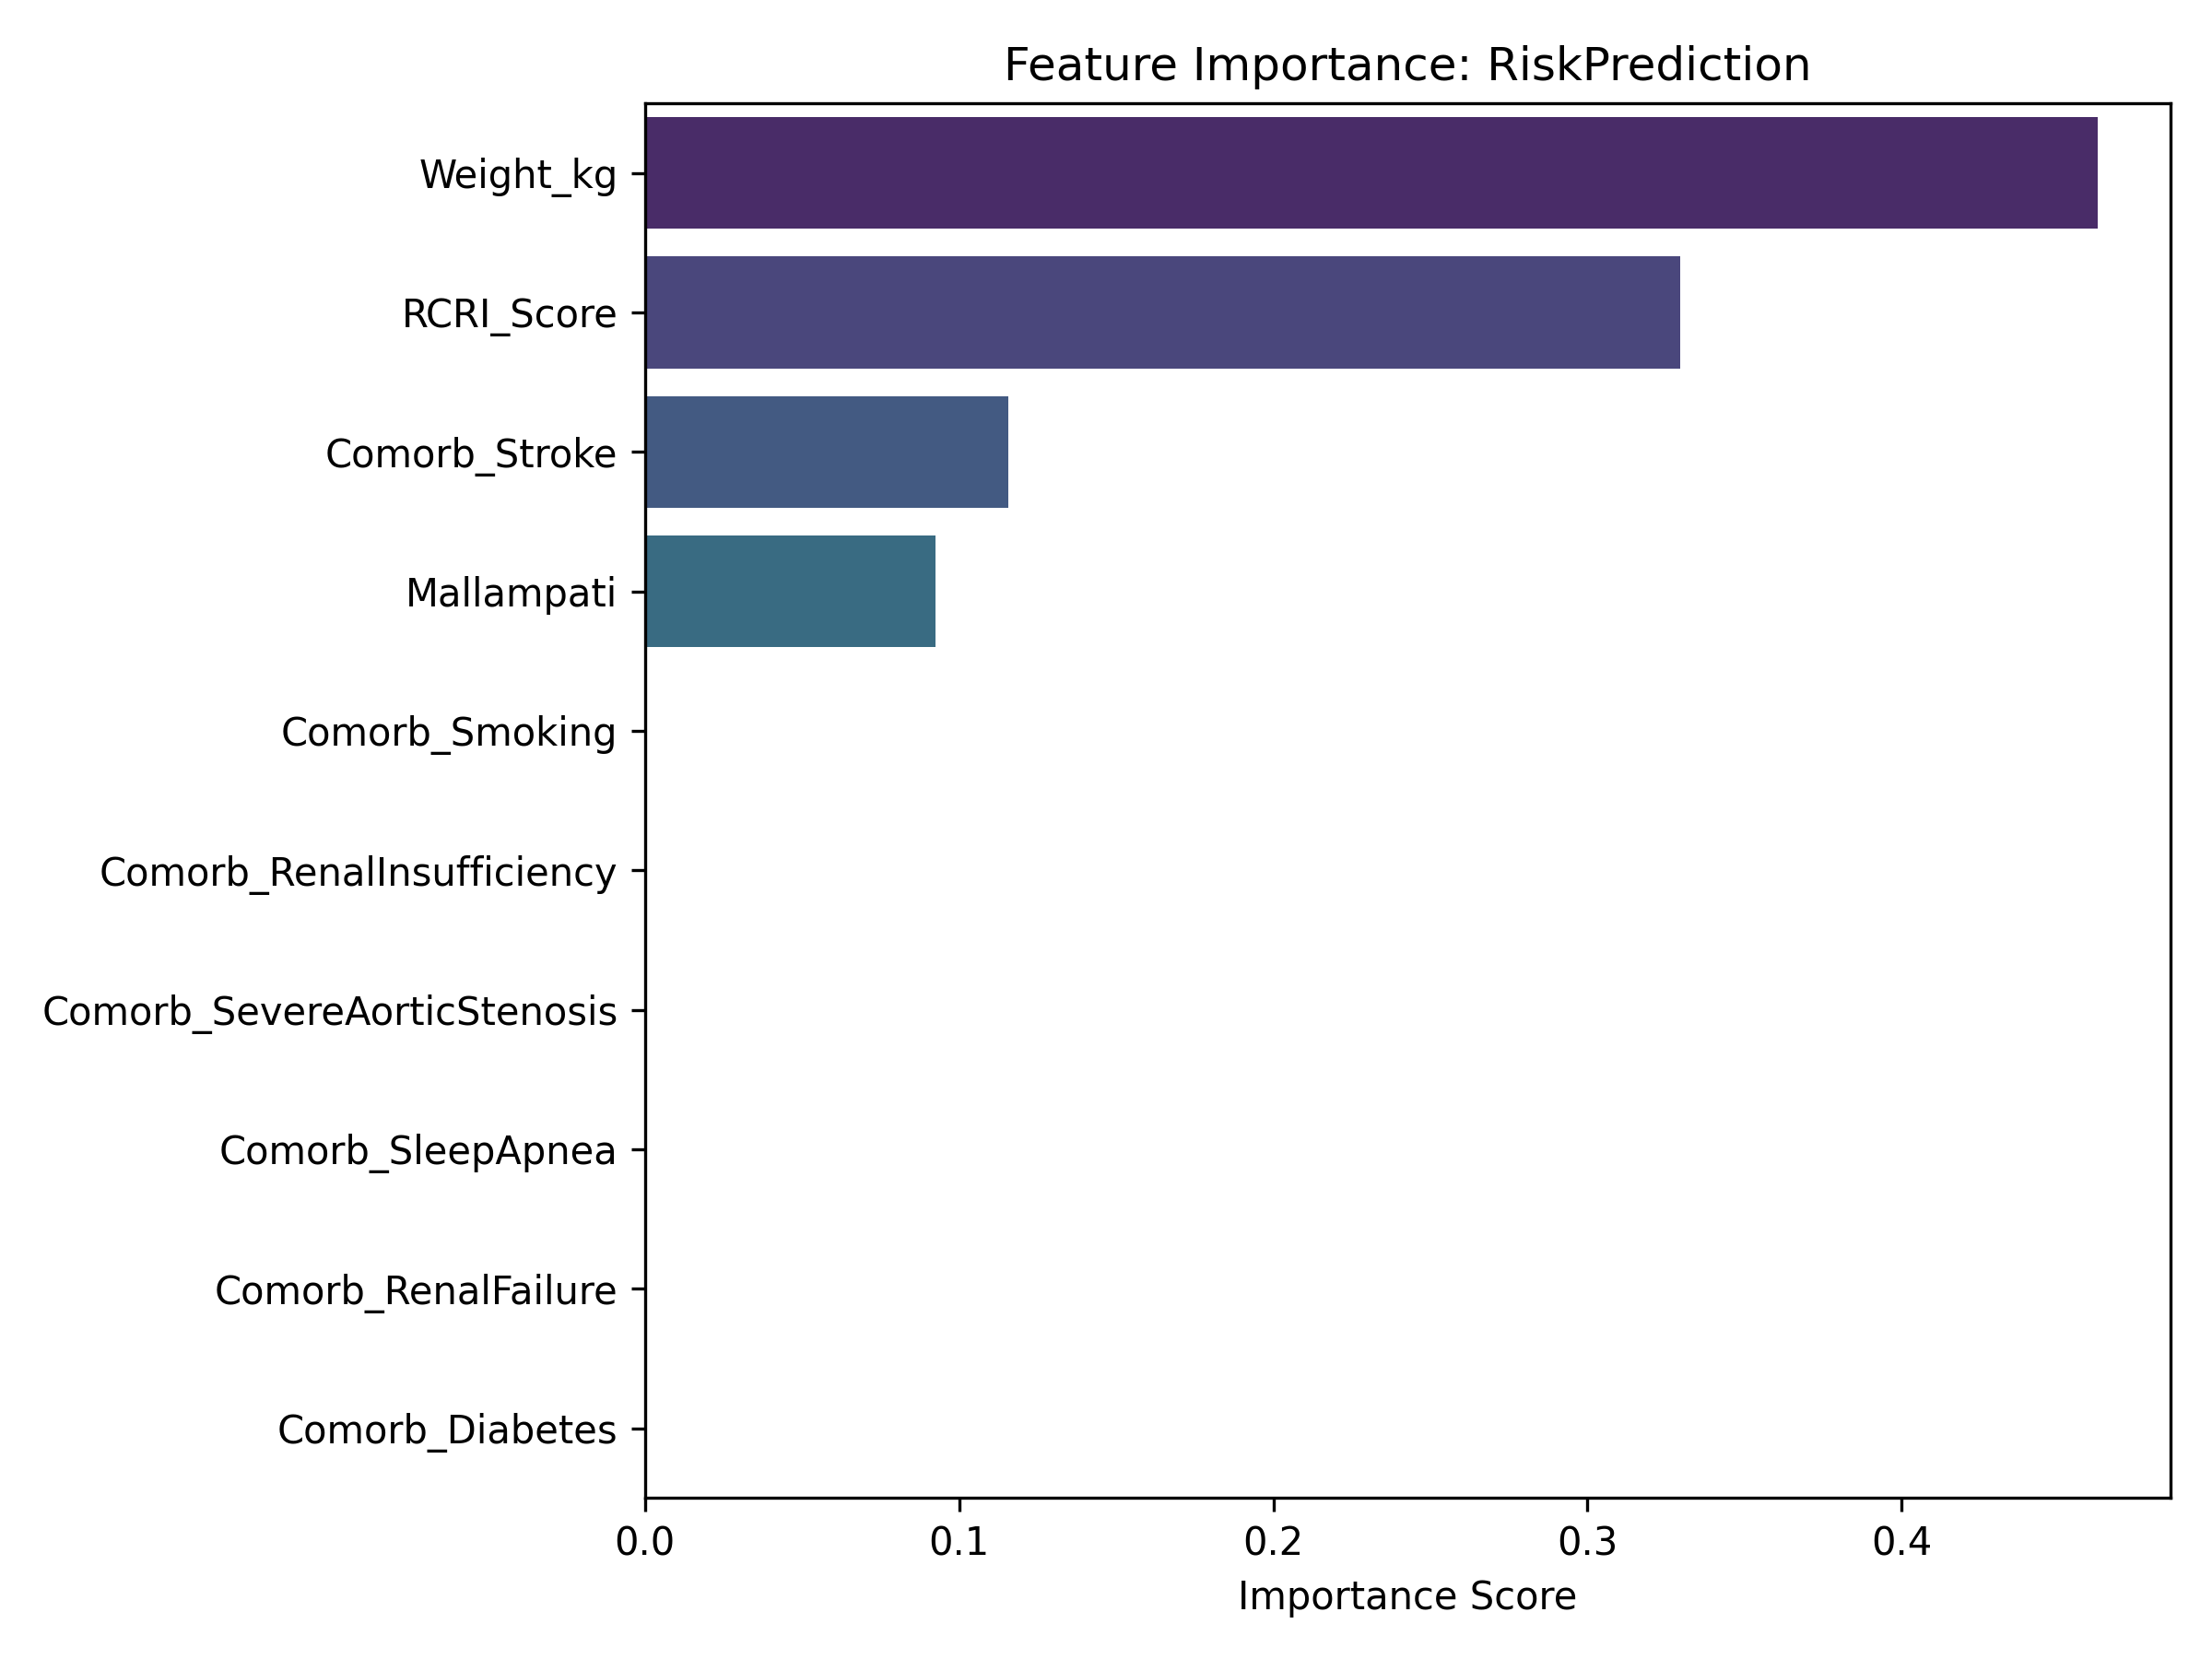 Feature Importance: RiskPrediction
Weight_kg
RCRI_Score
Comorb_Stroke
Mallampati
Comorb_Smoking
Comorb_RenalInsufficiency
Comorb_SevereAorticStenosis
Comorb_SleepApnea
Comorb_RenalFailure
Comorb_Diabetes
0.0 0.1 0.2 0.3 0.4
Importance Score